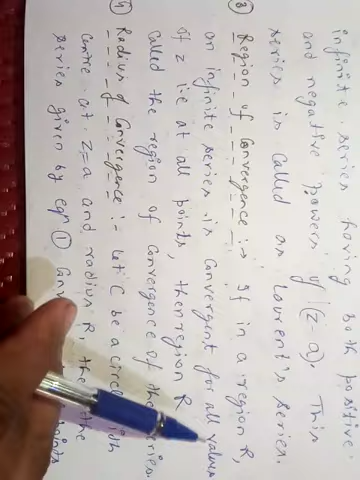 infinite series having both positive
and negative powers of (z-a). This
series is called as Laurent's series.
③ Region of Convergence :- If in a region R,
an infinite series is convergent for all values
of z lie at all points, then region R
called the region of convergence of the series.
④ Radius of Convergence :- Let C be a circle with
centre at z=a and radius R, the the
series given by eqn ①